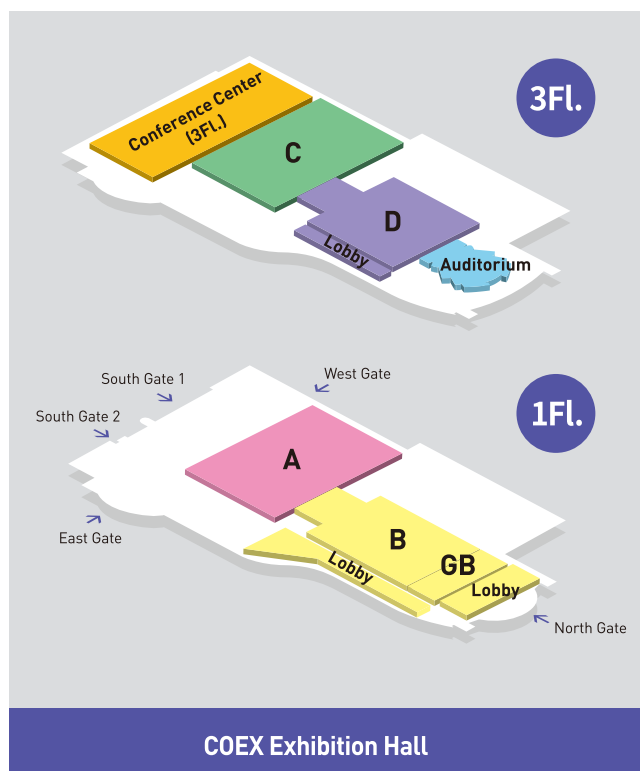 3Fl.
Conference Center
(3Fl.)
C
D
Lobby
Auditorium
West Gate
South Gate 1
South Gate 2
1Fl.
A
B
GB
Lobby
Lobby
East Gate
North Gate
COEX Exhibition Hall